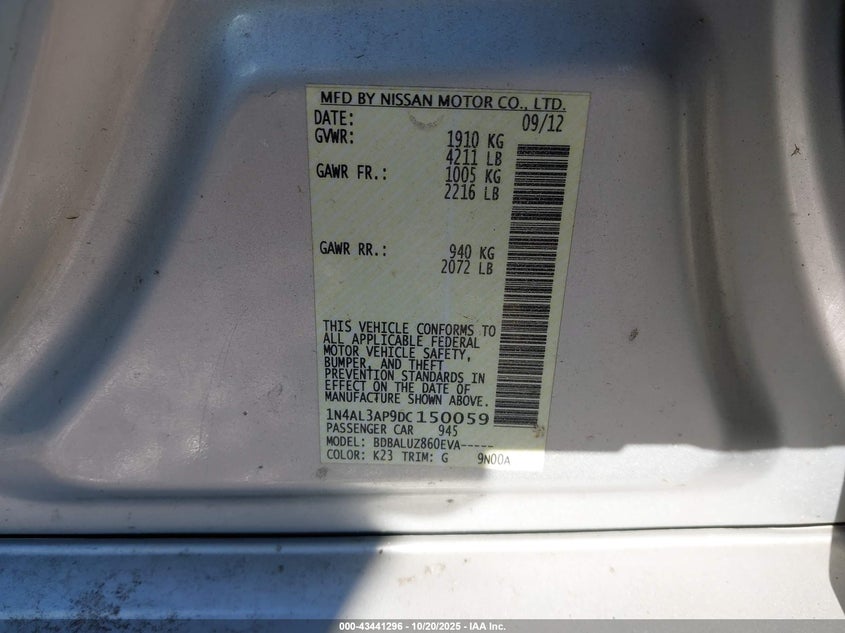 MFD BY NISSAN MOTOR CO., LTD.
DATE: 09/12
GVWR: 1910 KG
4211 LB
GAWR FR.: 1005 KG
2216 LB
GAWR RR.: 940 KG
2072 LB
THIS VEHICLE CONFORMS TO
ALL APPLICABLE FEDERAL
MOTOR VEHICLE SAFETY,
BUMPER, AND THEFT
PREVENTION STANDARDS IN
EFFECT ON THE DATE OF
MANUFACTURE SHOWN ABOVE.
1N4AL3AP9DC150059
PASSENGER CAR 945
MODEL: BDBALUZ860EVA-----
COLOR: K23 TRIM: G 9N00A
000-43441296 - 10/20/2025 - IAA Inc.